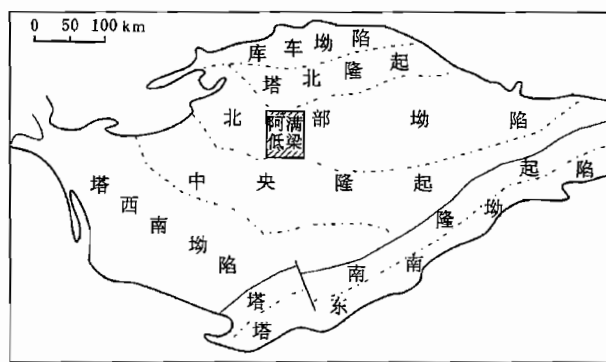 0 50 100 km
库车坳陷
塔北隆起
北部坳陷
阿满
低梁
中央隆起
塔西南坳陷
塔南隆起
塔东南坳陷